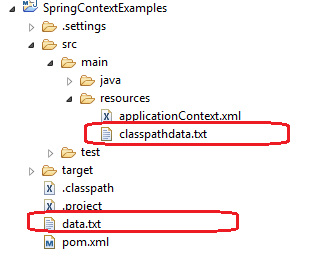 SpringContextExamples
.settings
src
main
java
resources
applicationContext.xml
classpathdata.txt
test
target
.classpath
.project
data.txt
pom.xml